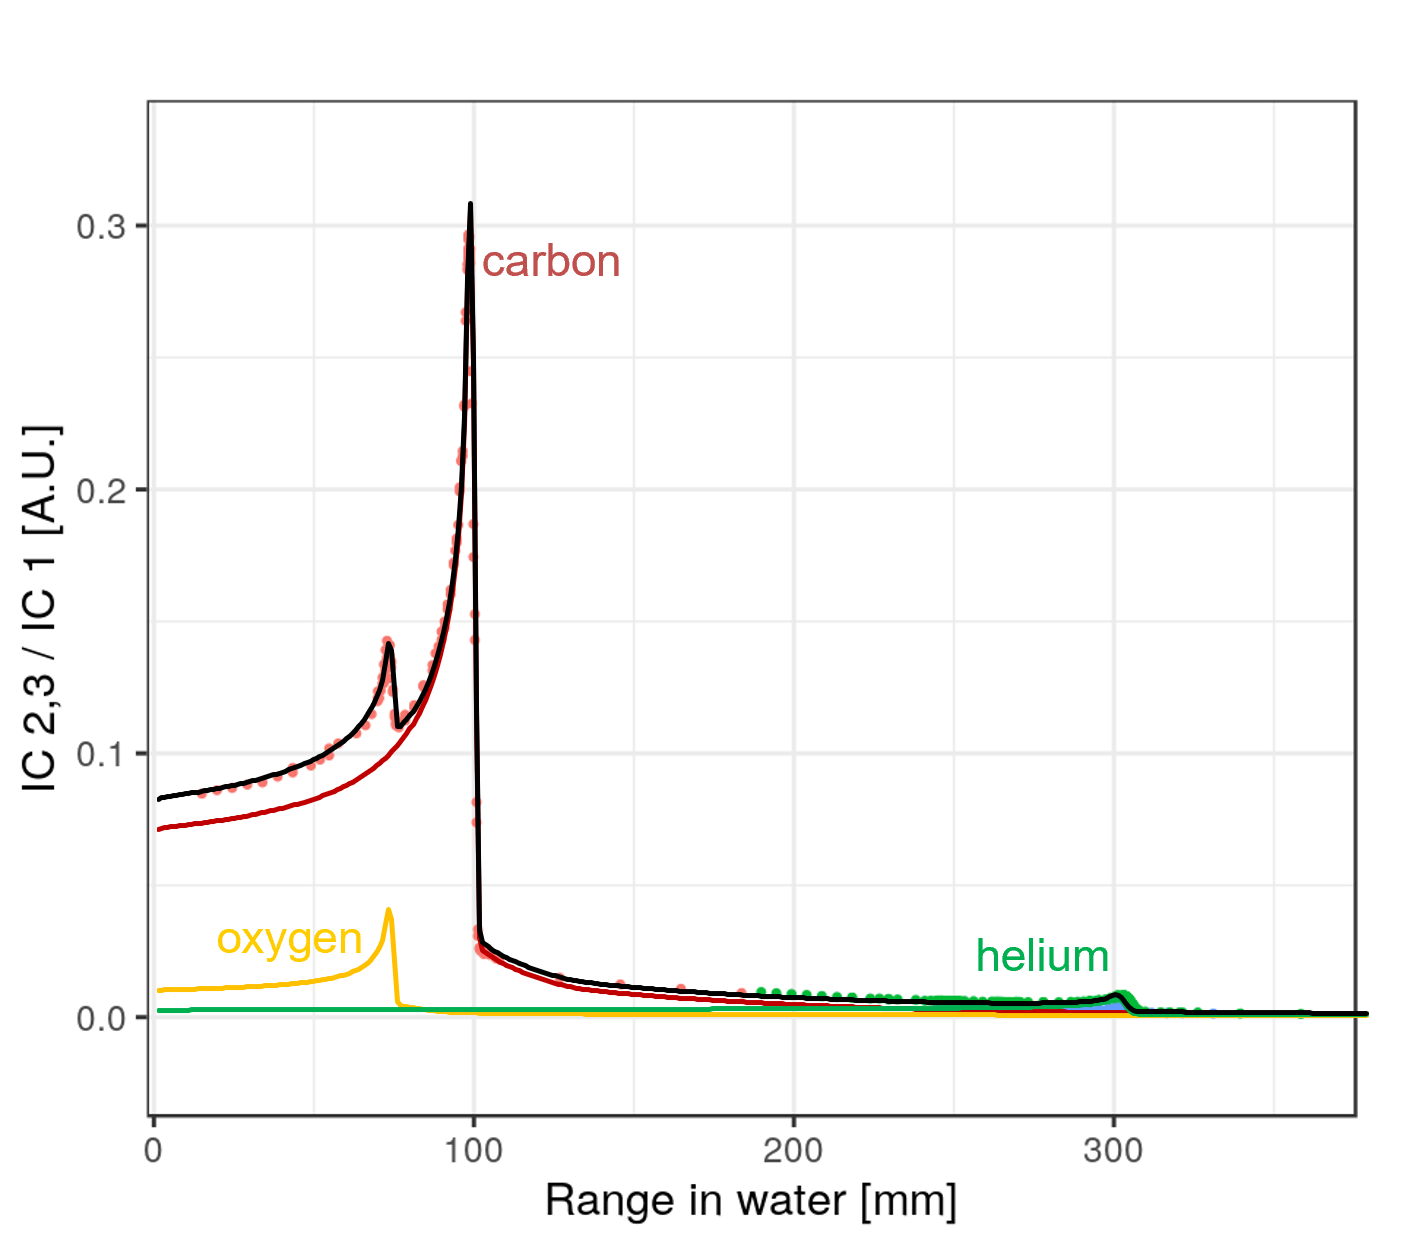 0.3
carbon
0.2
IC 2,3 / IC 1 [A.U.]
0.1
oxygen
helium
0.0
0 100 200 300
Range in water [mm]